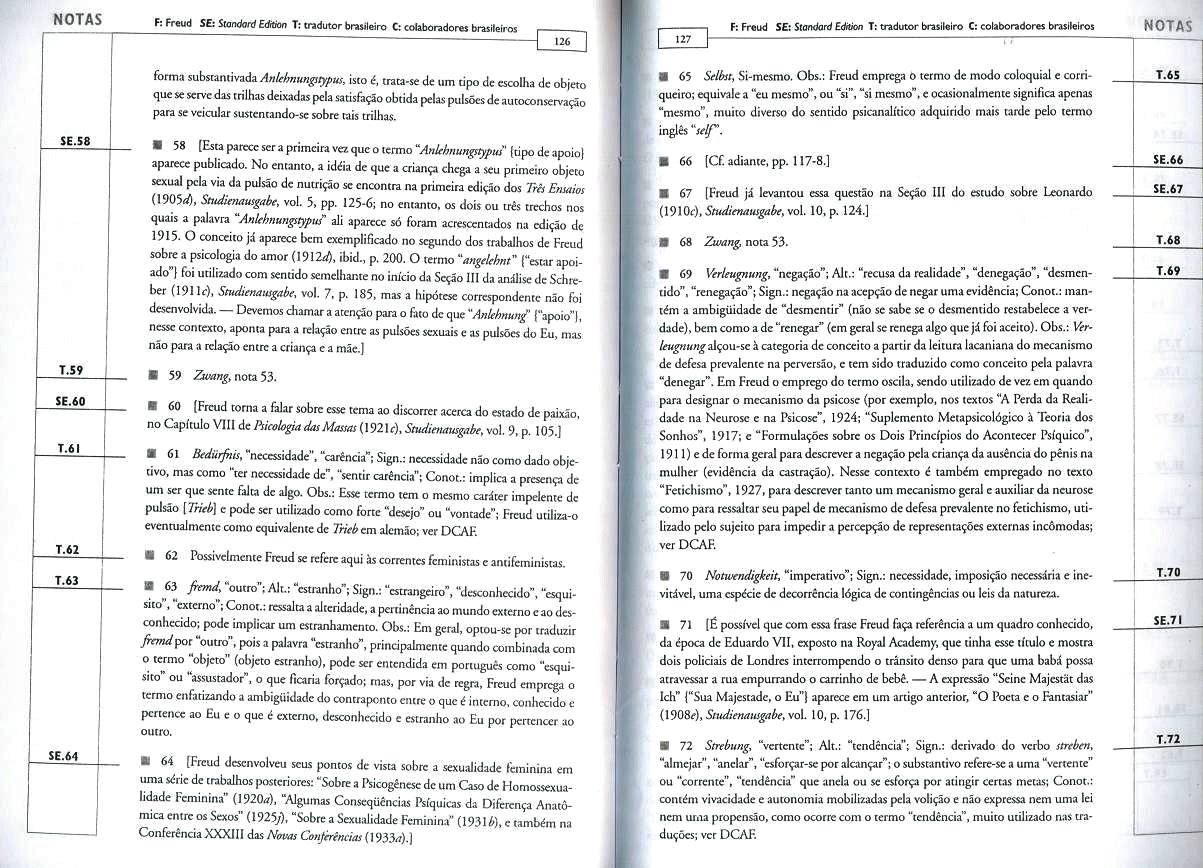 NOTAS
F: Freud SE: Standard Edition T: tradutor brasileiro C: colaboradores brasileiros
126
forma substantivada Anlehnungstypus, isto é, trata-se de um tipo de escolha de objeto
que se serve das trilhas deixadas pela satisfação obtida pelas pulsões de autoconservação
para se veicular sustentando-se sobre tais trilhas.
SE.58
58 [Esta parece ser a primeira vez que o termo “Anlehnungstypus” {tipo de apoio}
aparece publicado. No entanto, a idéia de que a criança chega a seu primeiro objeto
sexual pela via da pulsão de nutrição se encontra na primeira edição dos Três Ensaios
(1905d), Studienausgabe, vol. 5, pp. 125-6; no entanto, os dois ou três trechos nos
quais a palavra “Anlehnungstypus” ali aparece só foram acrescentados na edição de
1915. O conceito já aparece bem exemplificado no segundo dos trabalhos de Freud
sobre a psicologia do amor (1912d), ibid., p. 200. O termo “angelehnt” {“estar apoi-
ado”} foi utilizado com sentido semelhante no início da Seção III da análise de Schre-
ber (1911c), Studienausgabe, vol. 7, p. 185, mas a hipótese correspondente não foi
desenvolvida. — Devemos chamar a atenção para o fato de que “Anlehnung” {“apoio”},
nesse contexto, aponta para a relação entre as pulsões sexuais e as pulsões do Eu, mas
não para a relação entre a criança e a mãe.]
T.59
59 Zwang, nota 53.
SE.60
60 [Freud torna a falar sobre esse tema ao discorrer acerca do estado de paixão,
no Capítulo VIII de Psicologia das Massas (1921c), Studienausgabe, vol. 9, p. 105.]
T.61
61 Bedürfnis, “necessidade”, “carência”; Sign.: necessidade não como dado obje-
tivo, mas como “ter necessidade de”, “sentir carência”; Conot.: implica a presença de
um ser que sente falta de algo. Obs.: Esse termo tem o mesmo caráter impelente de
pulsão [Trieb] e pode ser utilizado como forte “desejo” ou “vontade”; Freud utiliza-o
eventualmente como equivalente de Trieb em alemão; ver DCAF.
T.62
62 Possivelmente Freud se refere aqui às correntes feministas e antifeministas.
T.63
63 fremd, “outro”; Alt.: “estranho”; Sign.: “estrangeiro”, “desconhecido”, “esqui-
sito”, “externo”; Conot.: ressalta a alteridade, a pertinência ao mundo externo e ao des-
conhecido; pode implicar um estranhamento. Obs.: Em geral, optou-se por traduzir
fremd por “outro”, pois a palavra “estranho”, principalmente quando combinada com
o termo “objeto” (objeto estranho), pode ser entendida em português como “esqui-
sito” ou “assustador”, o que ficaria forçado; mas, por via de regra, Freud emprega o
termo enfatizando a ambigüidade do contraponto entre o que é interno, conhecido e
pertence ao Eu e o que é externo, desconhecido e estranho ao Eu por pertencer ao
outro.
SE.64
64 [Freud desenvolveu seus pontos de vista sobre a sexualidade feminina em
uma série de trabalhos posteriores: “Sobre a Psicogênese de um Caso de Homossexua-
lidade Feminina” (1920a), “Algumas Conseqüências Psíquicas da Diferença Anatô-
mica entre os Sexos” (1925j), “Sobre a Sexualidade Feminina” (1931b), e também na
Conferência XXXIII das Novas Conferências (1933a).]
127
F: Freud SE: Standard Edition T: tradutor brasileiro C: colaboradores brasileiros
NOTAS
65 Selbst, Si-mesmo. Obs.: Freud emprega o termo de modo coloquial e corri-
queiro; equivale a “eu mesmo”, ou “si”, “si mesmo”, e ocasionalmente significa apenas
“mesmo”, muito diverso do sentido psicanalítico adquirido mais tarde pelo termo
inglês “self”.
T.65
66 [Cf. adiante, pp. 117-8.]
SE.66
67 [Freud já levantou essa questão na Seção III do estudo sobre Leonardo
(1910c), Studienausgabe, vol. 10, p. 124.]
SE.67
68 Zwang, nota 53.
T.68
69 Verleugnung, “negação”; Alt.: “recusa da realidade”, “denegação”, “desmen-
tido”, “renegação”; Sign.: negação na acepção de negar uma evidência; Conot.: man-
tém a ambigüidade de “desmentir” (não se sabe se o desmentido restabelece a ver-
dade), bem como a de “renegar” (em geral se renega algo que já foi aceito). Obs.: Ver-
leugnung alçou-se à categoria de conceito a partir da leitura lacaniana do mecanismo
de defesa prevalente na perversão, e tem sido traduzido como conceito pela palavra
“denegar”. Em Freud o emprego do termo oscila, sendo utilizado de vez em quando
para designar o mecanismo da psicose (por exemplo, nos textos “A Perda da Reali-
dade na Neurose e na Psicose”, 1924; “Suplemento Metapsicológico à Teoria dos
Sonhos”, 1917; e “Formulações sobre os Dois Princípios do Acontecer Psíquico”,
1911) e de forma geral para descrever a negação pela criança da ausência do pênis na
mulher (evidência da castração). Nesse contexto é também empregado no texto
“Fetichismo”, 1927, para descrever tanto um mecanismo geral e auxiliar da neurose
como para ressaltar seu papel de mecanismo de defesa prevalente no fetichismo, uti-
lizado pelo sujeito para impedir a percepção de representações externas incômodas;
ver DCAF.
T.69
70 Notwendigkeit, “imperativo”; Sign.: necessidade, imposição necessária e ine-
vitável, uma espécie de decorrência lógica de contingências ou leis da natureza.
T.70
71 [É possível que com essa frase Freud faça referência a um quadro conhecido,
da época de Eduardo VII, exposto na Royal Academy, que tinha esse título e mostra
dois policiais de Londres interrompendo o trânsito denso para que uma babá possa
atravessar a rua empurrando o carrinho de bebê. — A expressão “Seine Majestät das
Ich” {“Sua Majestade, o Eu”} aparece em um artigo anterior, “O Poeta e o Fantasiar”
(1908e), Studienausgabe, vol. 10, p. 176.]
SE.71
72 Strebung, “vertente”; Alt.: “tendência”; Sign.: derivado do verbo streben,
“almejar”, “anelar”, “esforçar-se por alcançar”; o substantivo refere-se a uma “vertente”
ou “corrente”, “tendência” que anela ou se esforça por atingir certas metas; Conot.:
contém vivacidade e autonomia mobilizadas pela volição e não expressa nem uma lei
nem uma propensão, como ocorre com o termo “tendência”, muito utilizado nas tra-
duções; ver DCAF.
T.72